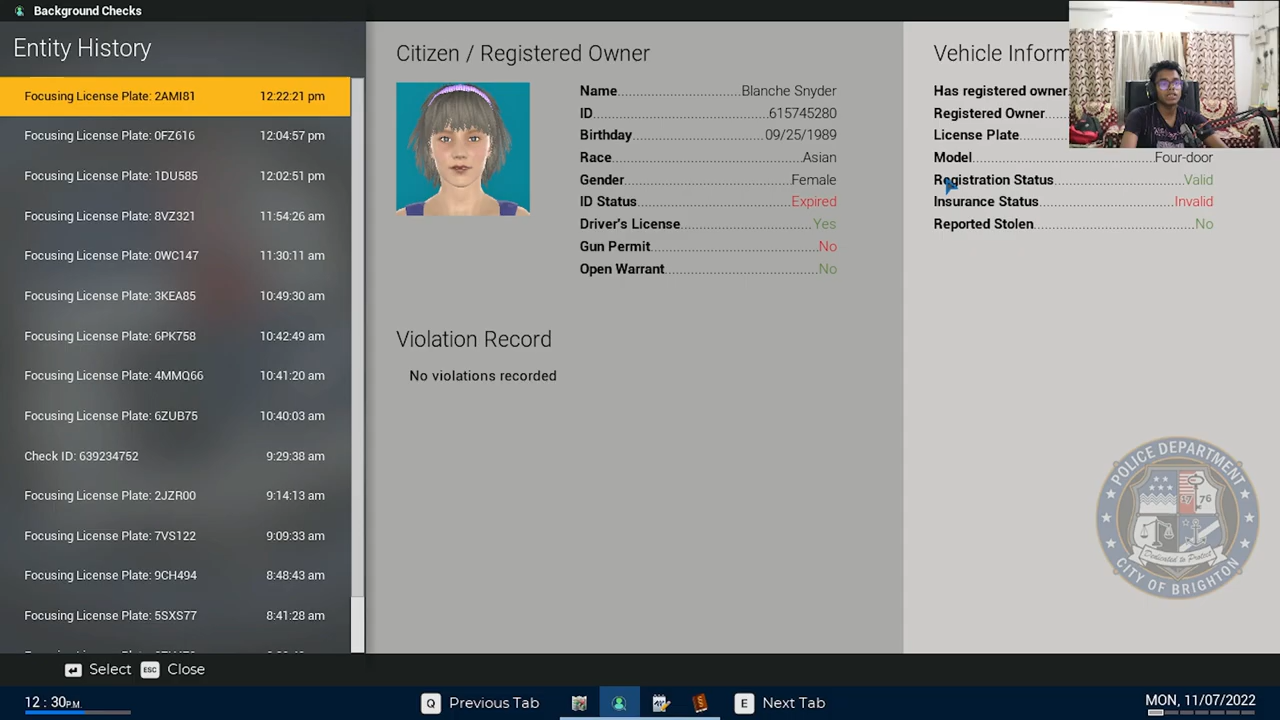 Background Checks
Entity History
Focusing License Plate: 2AMI81 12:22:21 pm
Focusing License Plate: 0FZ616 12:04:57 pm
Focusing License Plate: 1DU585 12:02:51 pm
Focusing License Plate: 8VZ321 11:54:26 am
Focusing License Plate: 0WC147 11:30:11 am
Focusing License Plate: 3KEA85 10:49:30 am
Focusing License Plate: 6PK758 10:42:49 am
Focusing License Plate: 4MMQ66 10:41:20 am
Focusing License Plate: 6ZUB75 10:40:03 am
Check ID: 639234752 9:29:38 am
Focusing License Plate: 2JZR00 9:14:13 am
Focusing License Plate: 7VS122 9:09:33 am
Focusing License Plate: 9CH494 8:48:43 am
Focusing License Plate: 5SXS77 8:41:28 am
Citizen / Registered Owner
Name Blanche Snyder
ID 615745280
Birthday 09/25/1989
Race Asian
Gender Female
ID Status Expired
Driver's License Yes
Gun Permit No
Open Warrant No
Violation Record
No violations recorded
Vehicle Inform
Has registered owner
Registered Owner
License Plate
Model Four-door
Registration Status Valid
Insurance Status Invalid
Reported Stolen No
POLICE DEPARTMENT
17 76
Dedicated to Protect
CITY OF BRIGHTON
Select ESC Close
12 : 30 P.M. Q Previous Tab E Next Tab MON, 11/07/2022